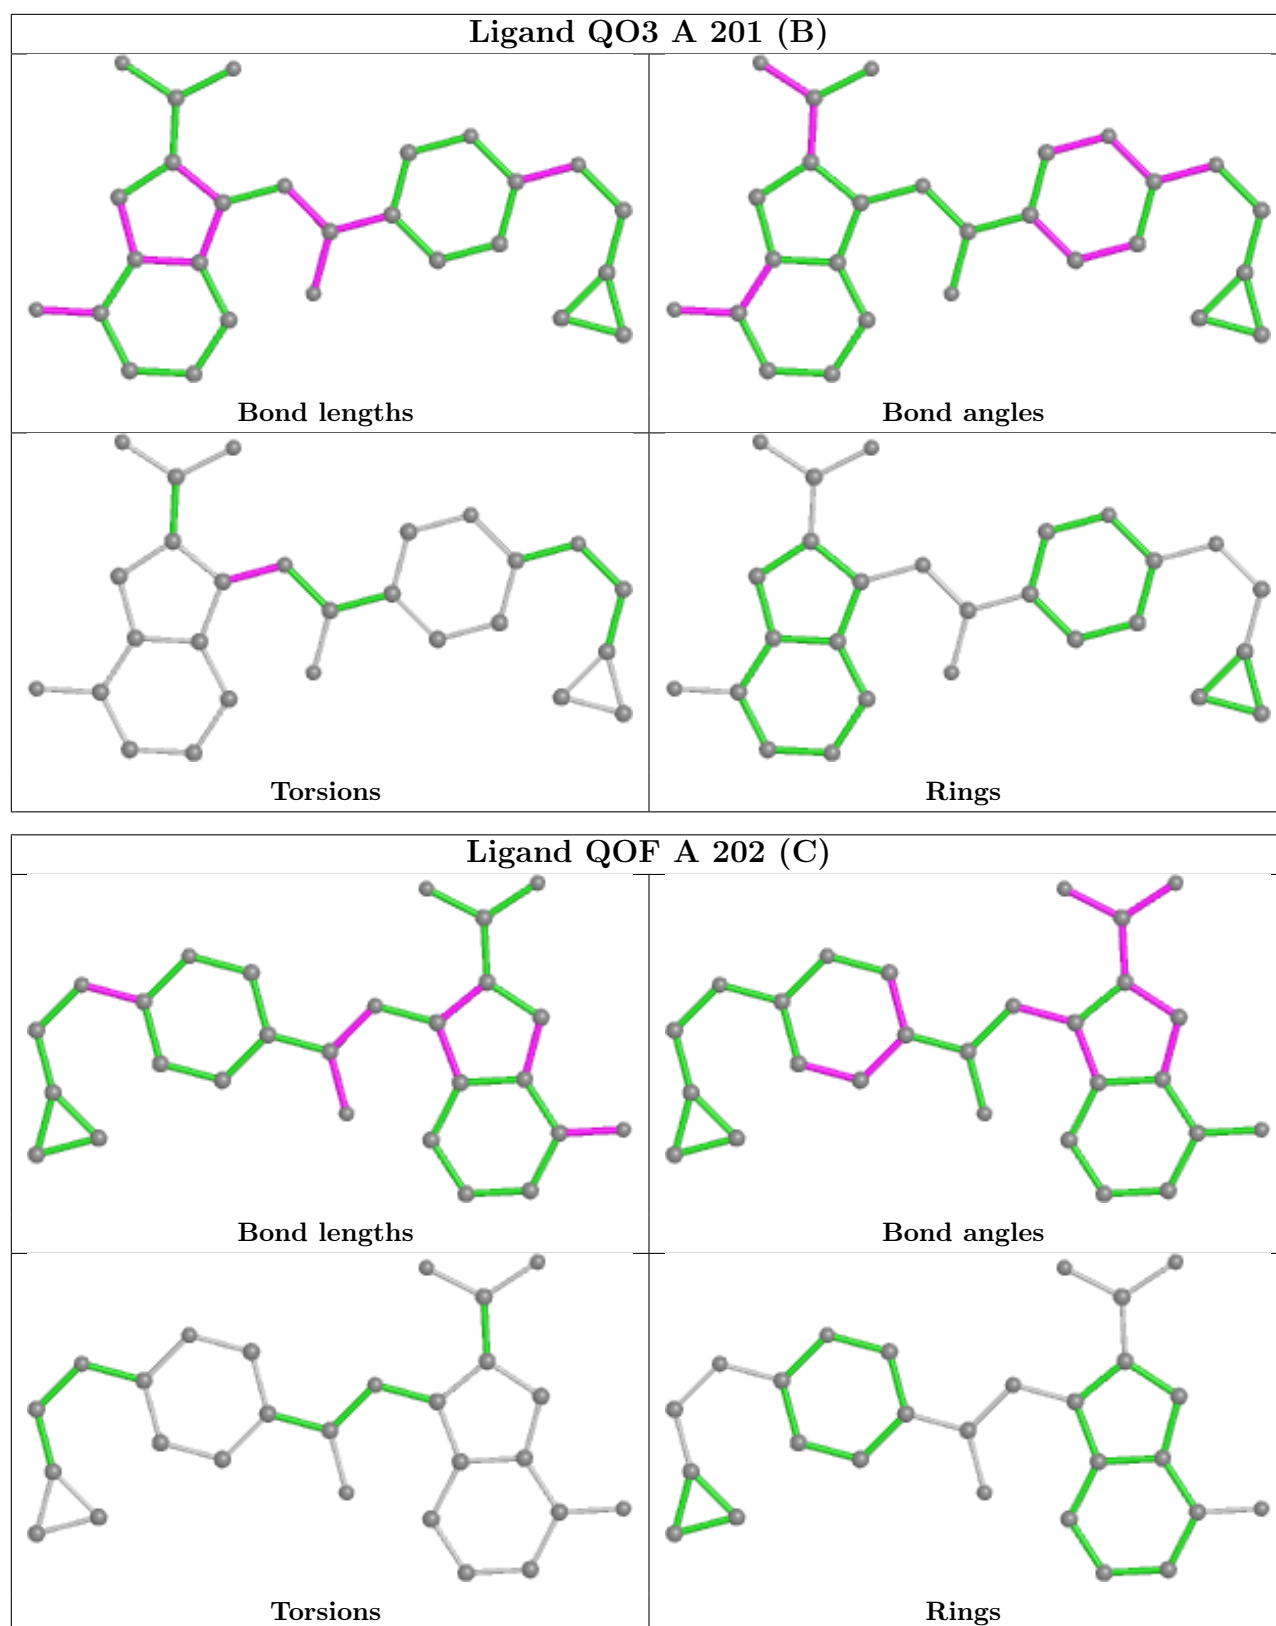 Ligand QO3 A 201 (B)
Bond lengths
Bond angles
Torsions
Rings
Ligand QOF A 202 (C)
Bond lengths
Bond angles
Torsions
Rings